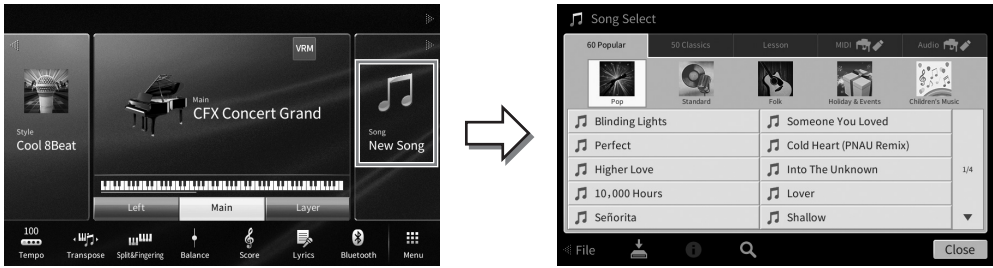 VRM
Style
Cool 8Beat
Main
CFX Concert Grand
Song
New Song
Left Main Layer
100
Tempo Transpose Split&Fingering Balance Score Lyrics Bluetooth Menu
Song Select
60 Popular 50 Classics Lesson MIDI Audio
Pop Standard Folk Holiday & Events Children's Music
Blinding Lights Someone You Loved
Perfect Cold Heart (PNAU Remix)
Higher Love Into The Unknown 1/4
10,000 Hours Lover
Señorita Shallow
File Close